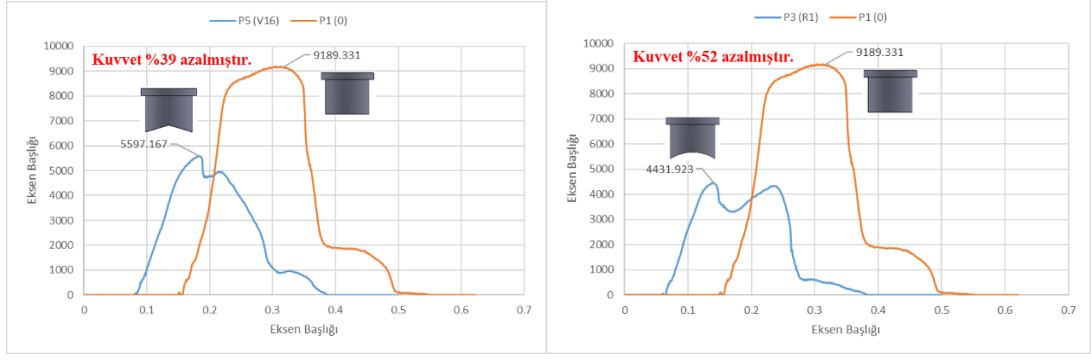 P5 (V16) P1 (0)
Kuvvet %39 azalmıştır.
9189.331
5597.167
Eksen Başlığı
10000
9000
8000
7000
6000
5000
4000
3000
2000
1000
0
0 0.1 0.2 0.3 0.4 0.5 0.6 0.7
Eksen Başlığı
P3 (R1) P1 (0)
Kuvvet %52 azalmıştır.
9189.331
4431.923
Eksen Başlığı
10000
9000
8000
7000
6000
5000
4000
3000
2000
1000
0
0 0.1 0.2 0.3 0.4 0.5 0.6 0.7
Eksen Başlığı